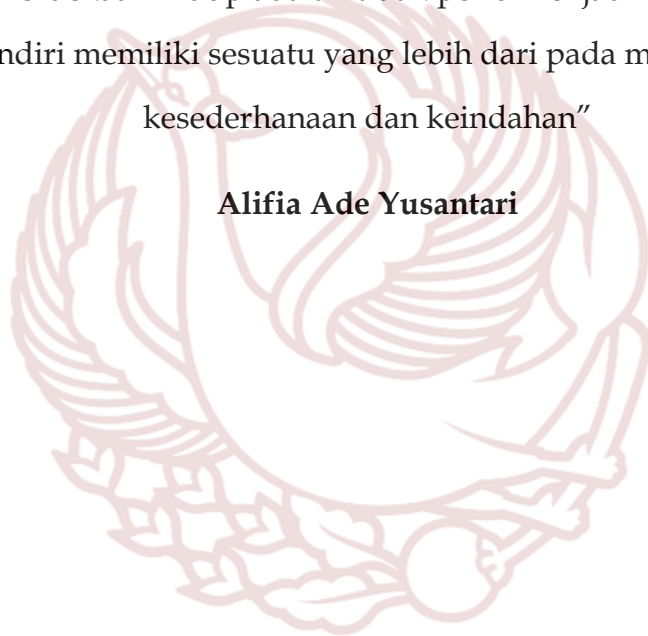 ndiri memiliki sesuatu yang lebih dari pada m
kesederhanaan dan keindahan”
Alifia Ade Yusantari